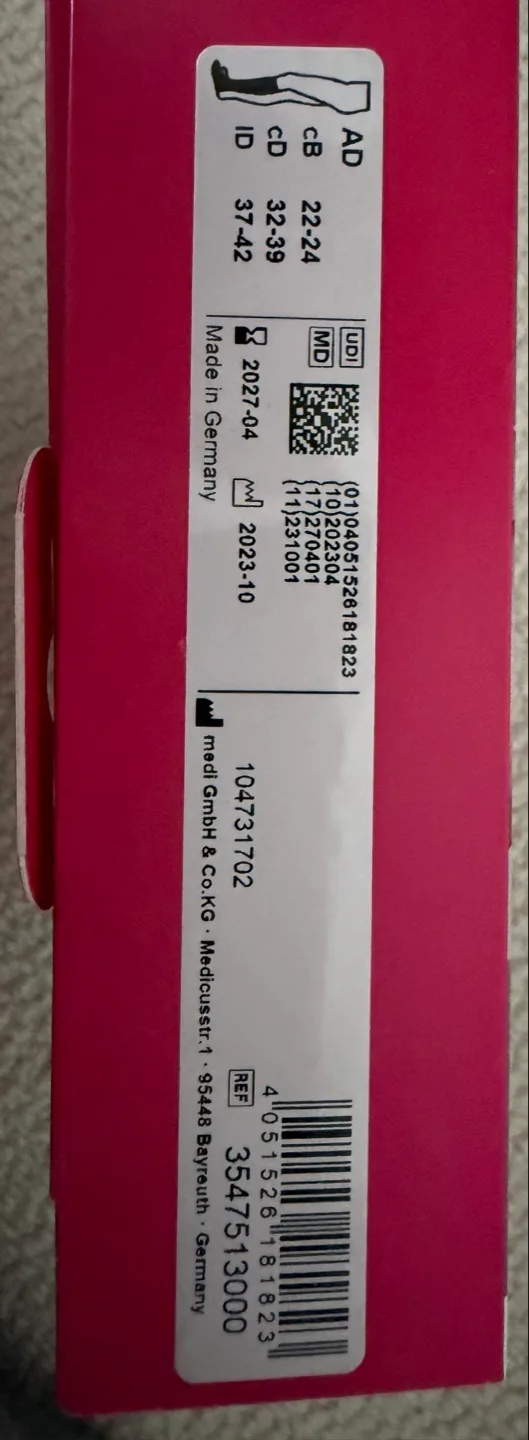 AD
cB 22-24
cD 32-39
lD 37-42
UDI
MD
(01)04051526181823
(10)202304
(17)270401
(11)231001
2027-04 2023-10
Made in Germany
104731702
medi GmbH & Co.KG · Medicusstr.1 · 95448 Bayreuth · Germany
4 051526 181823
REF 3547513000